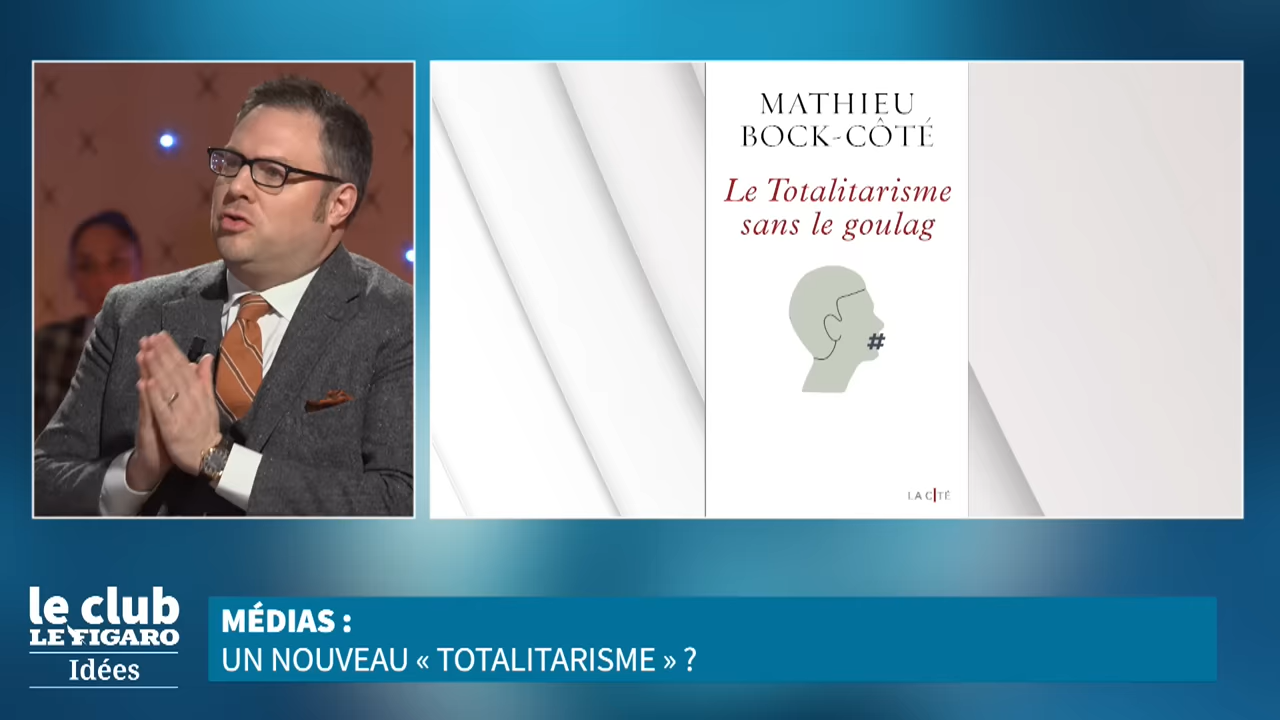 MATHIEU
BOCK-CÔTÉ
Le Totalitarisme
sans le goulag
#
LA CITÉ
le club
LE FIGARO
Idées
MÉDIAS :
UN NOUVEAU « TOTALITARISME » ?